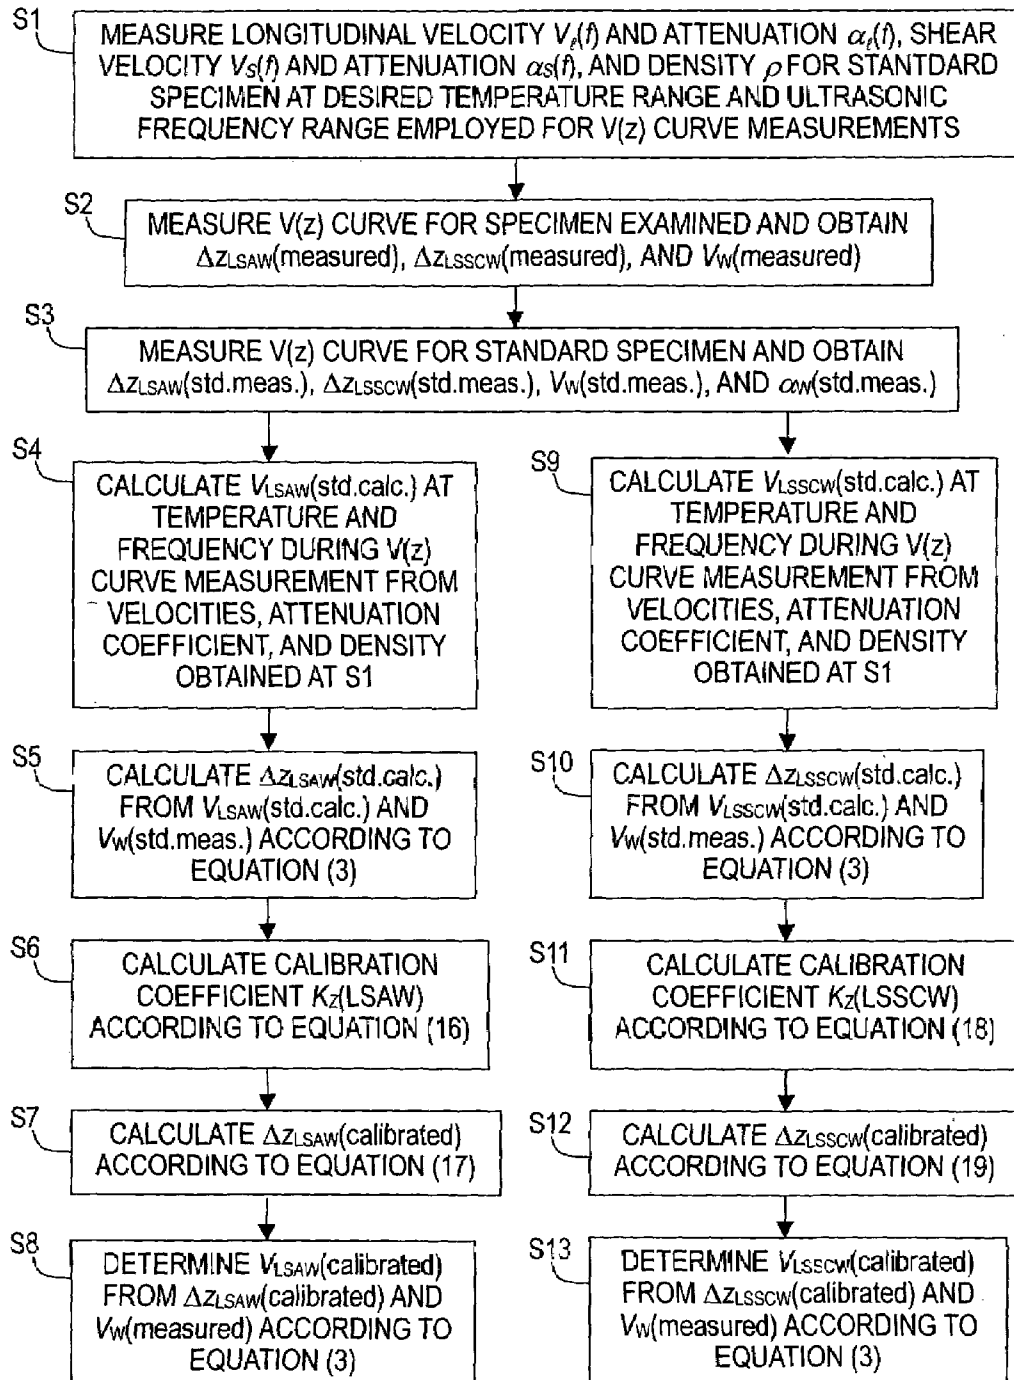 S1
MEASURE LONGITUDINAL VELOCITY Vℓ(f) AND ATTENUATION αℓ(f), SHEAR
VELOCITY VS(f) AND ATTENUATION αS(f), AND DENSITY ρ FOR STANTDARD
SPECIMEN AT DESIRED TEMPERATURE RANGE AND ULTRASONIC
FREQUENCY RANGE EMPLOYED FOR V(z) CURVE MEASUREMENTS
S2
MEASURE V(z) CURVE FOR SPECIMEN EXAMINED AND OBTAIN
ΔzLSAW(measured), ΔzLSSCW(measured), AND VW(measured)
S3
MEASURE V(z) CURVE FOR STANDARD SPECIMEN AND OBTAIN
ΔzLSAW(std.meas.), ΔzLSSCW(std.meas.), VW(std.meas.), AND αW(std.meas.)
S4
CALCULATE VLSAW(std.calc.) AT
TEMPERATURE AND
FREQUENCY DURING V(z)
CURVE MEASUREMENT FROM
VELOCITIES, ATTENUATION
COEFFICIENT, AND DENSITY
OBTAINED AT S1
S5
CALCULATE ΔzLSAW(std.calc.)
FROM VLSAW(std.calc.) AND
VW(std.meas.) ACCORDING TO
EQUATION (3)
S6
CALCULATE CALIBRATION
COEFFICIENT KZ(LSAW)
ACCORDING TO EQUATION (16)
S7
CALCULATE ΔzLSAW(calibrated)
ACCORDING TO EQUATION (17)
S8
DETERMINE VLSAW(calibrated)
FROM ΔzLSAW(calibrated) AND
VW(measured) ACCORDING TO
EQUATION (3)
S9
CALCULATE VLSSCW(std.calc.) AT
TEMPERATURE AND
FREQUENCY DURING V(z)
CURVE MEASUREMENT FROM
VELOCITIES, ATTENUATION
COEFFICIENT, AND DENSITY
OBTAINED AT S1
S10
CALCULATE ΔzLSSCW(std.calc.)
FROM VLSSCW(std.calc.) AND
VW(std.meas.) ACCORDING TO
EQUATION (3)
S11
CALCULATE CALIBRATION
COEFFICIENT KZ(LSSCW)
ACCORDING TO EQUATION (18)
S12
CALCULATE ΔzLSSCW(calibrated)
ACCORDING TO EQUATION (19)
S13
DETERMINE VLSSCW(calibrated)
FROM ΔzLSSCW(calibrated) AND
VW(measured) ACCORDING TO
EQUATION (3)